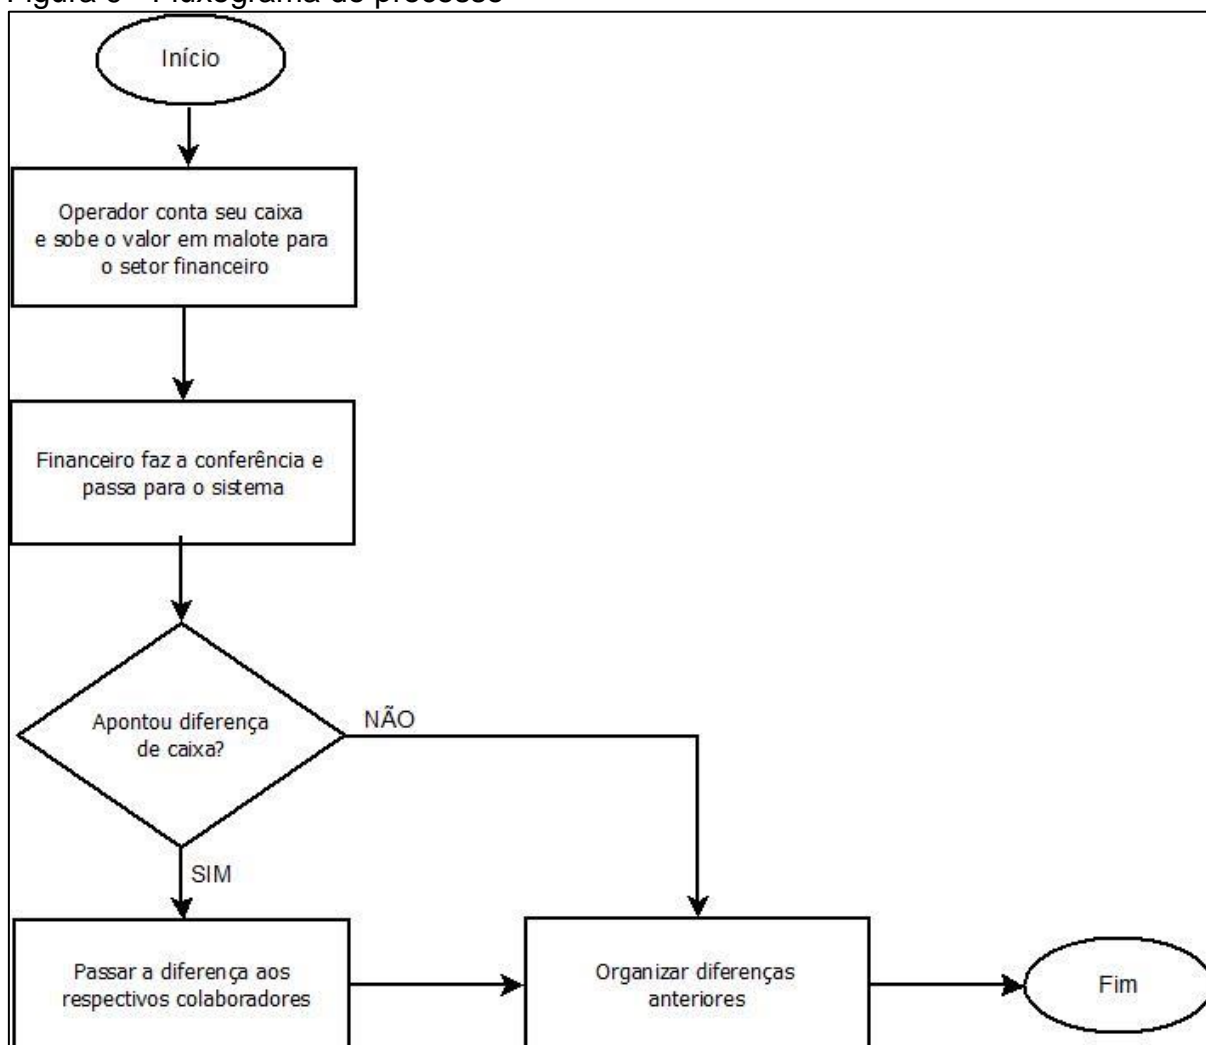 Início
Operador conta seu caixa
e sobe o valor em malote para
o setor financeiro
Financeiro faz a conferência e
passa para o sistema
Apontou diferença
de caixa?
NÃO
SIM
Passar a diferença aos
respectivos colaboradores
Organizar diferenças
anteriores
Fim